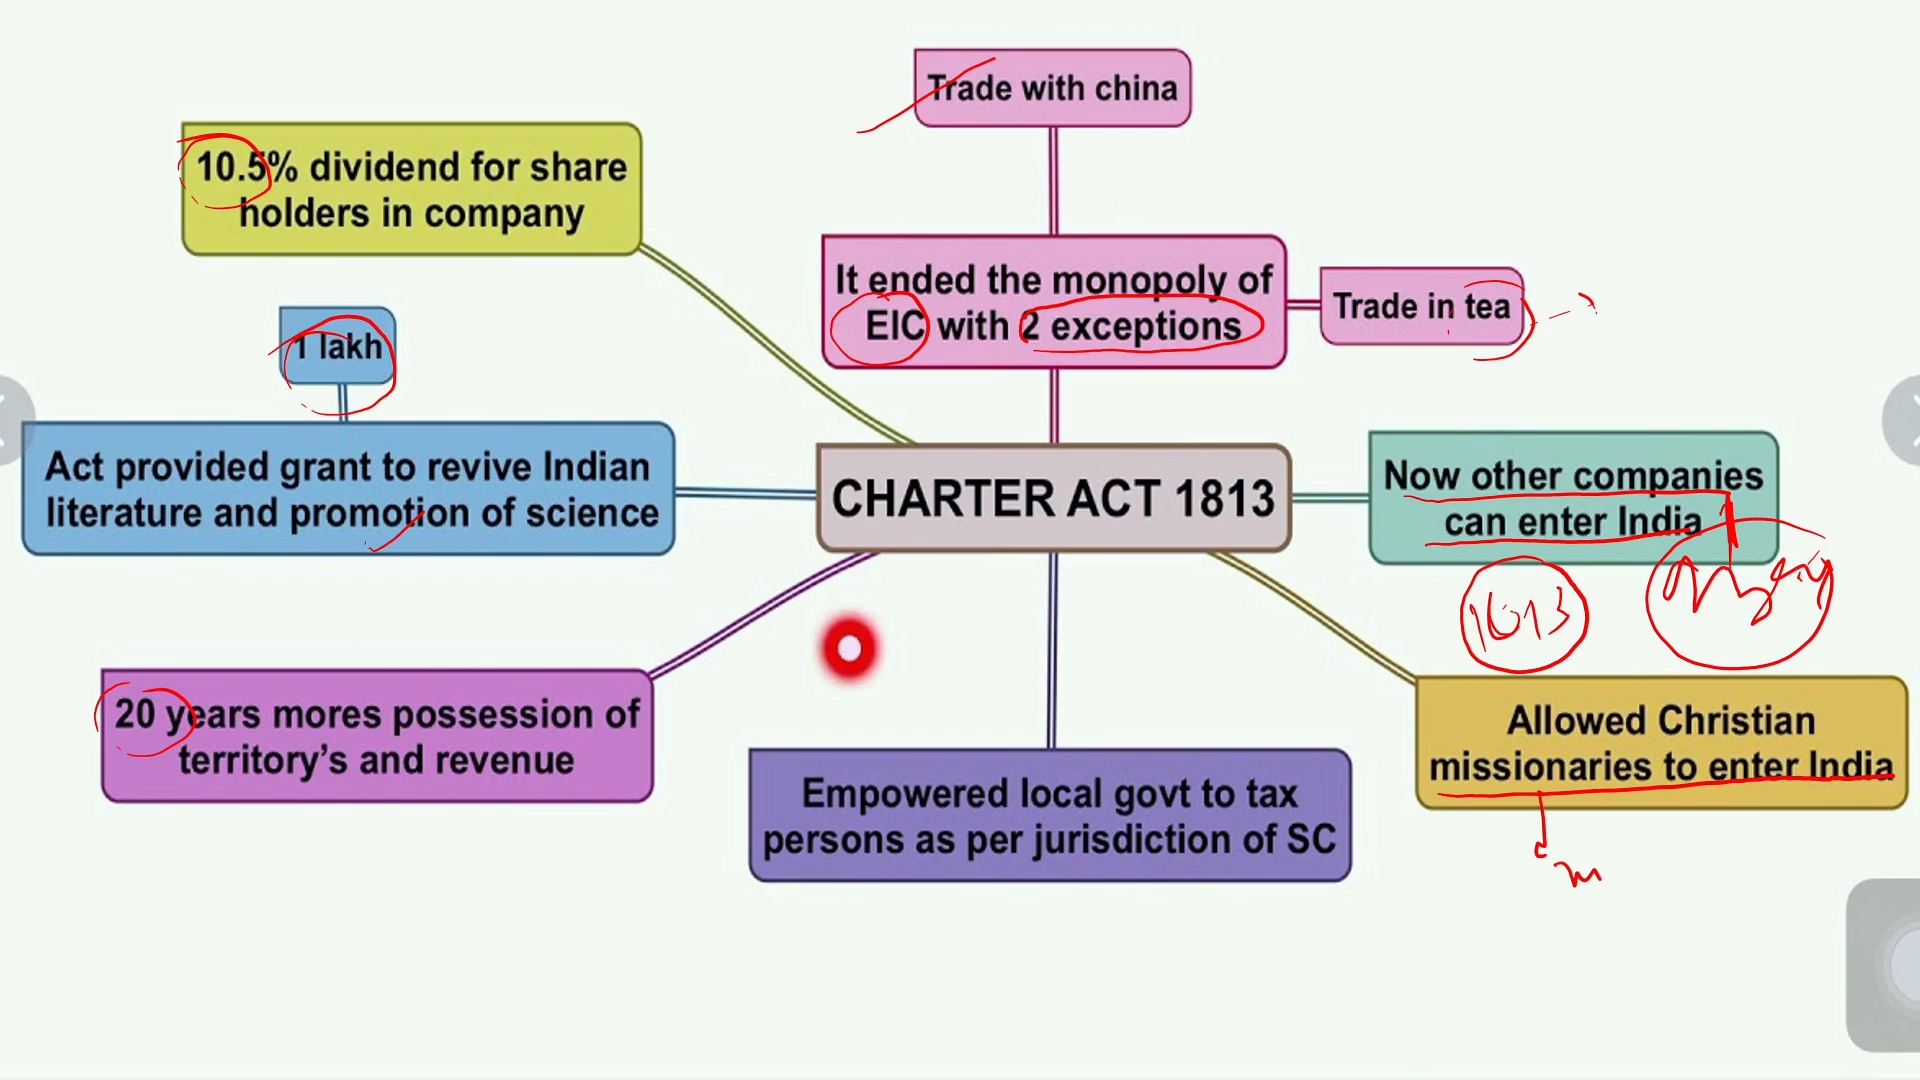 Trade with china
10.5% dividend for share
holders in company
It ended the monopoly of
EIC with 2 exceptions
Trade in tea
1 lakh
Act provided grant to revive Indian
literature and promotion of science
CHARTER ACT 1813
Now other companies
can enter India
20 years mores possession of
territory's and revenue
Empowered local govt to tax
persons as per jurisdiction of SC
Allowed Christian
missionaries to enter India